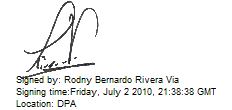 Signed by: Rodny Bernardo Rivera Via
Signing time:Friday, July 2 2010, 21:38:38 GMT
Location: DPA